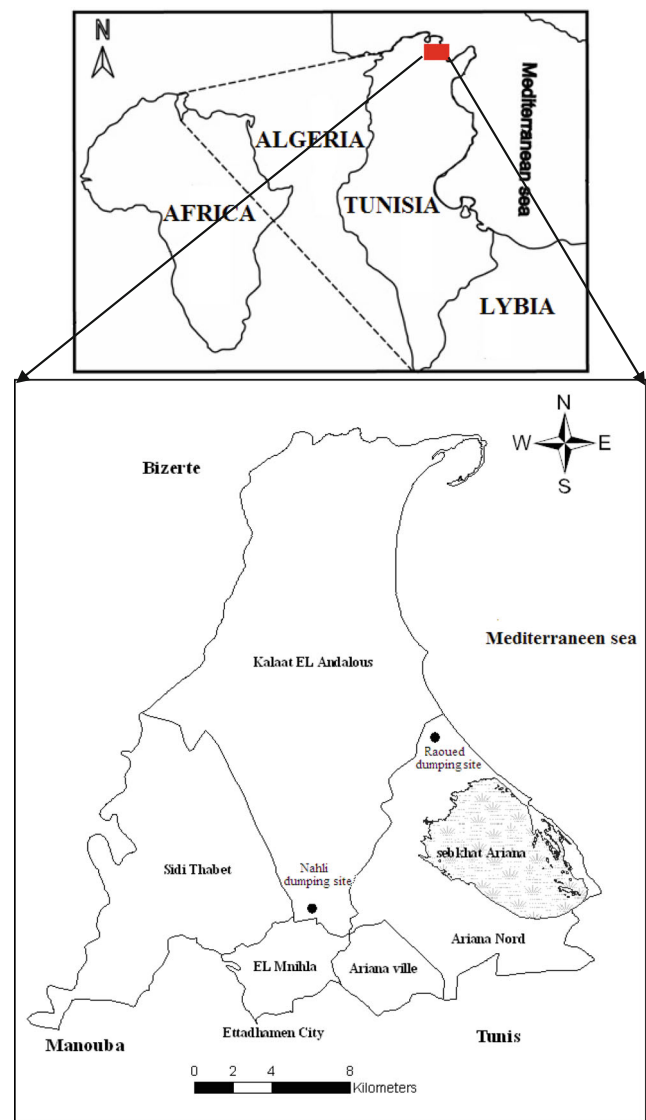 N
Mediterranean sea
ALGERIA
AFRICA
TUNISIA
LYBIA
N
W
E
S
Bizerte
Mediterraneen sea
Kalaat EL Andalous
Raoued
dumping site
sebkhat Ariana
Sidi Thabet
Nahli
dumping site
Ariana Nord
EL Mnihla
Ariana ville
Ettadhamen City
Manouba
Tunis
0 2 4 8
Kilometers